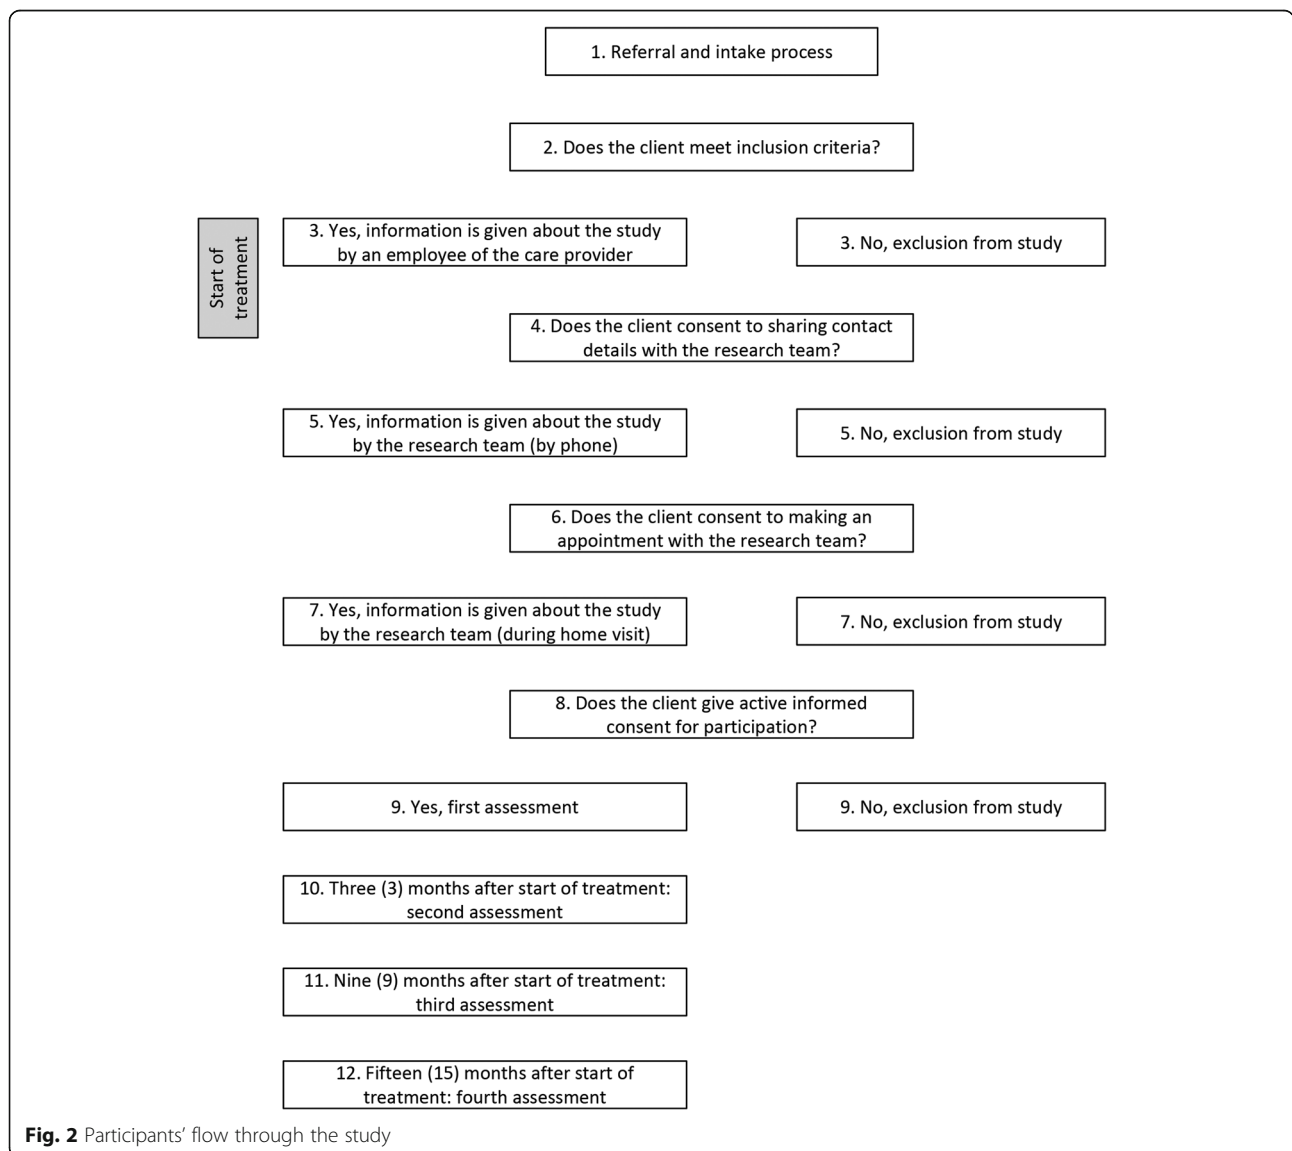 1. Referral and intake process
2. Does the client meet inclusion criteria?
Start of
treatment
3. Yes, information is given about the study
by an employee of the care provider
3. No, exclusion from study
4. Does the client consent to sharing contact
details with the research team?
5. Yes, information is given about the study
by the research team (by phone)
5. No, exclusion from study
6. Does the client consent to making an
appointment with the research team?
7. Yes, information is given about the study
by the research team (during home visit)
7. No, exclusion from study
8. Does the client give active informed
consent for participation?
9. Yes, first assessment
9. No, exclusion from study
10. Three (3) months after start of treatment:
second assessment
11. Nine (9) months after start of treatment:
third assessment
12. Fifteen (15) months after start of
treatment: fourth assessment
Fig. 2 Participants’ flow through the study